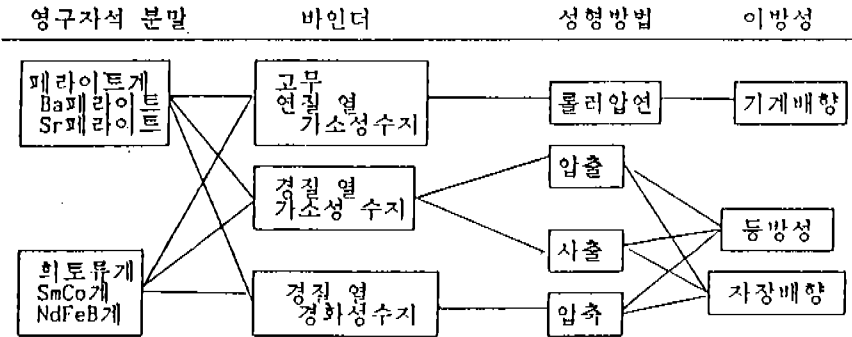 영구자석 분말 바인더 성형방법 이방성
페라이트계
Ba페라이트
Sr페라이트
고무
연질 열
가소성수지
롤러압연
기계배향
경질 열
가소성 수지
압출
사출
등방성
희토류계
SmCo계
NdFeB계
경질 열
경화성수지
압축
자장배향